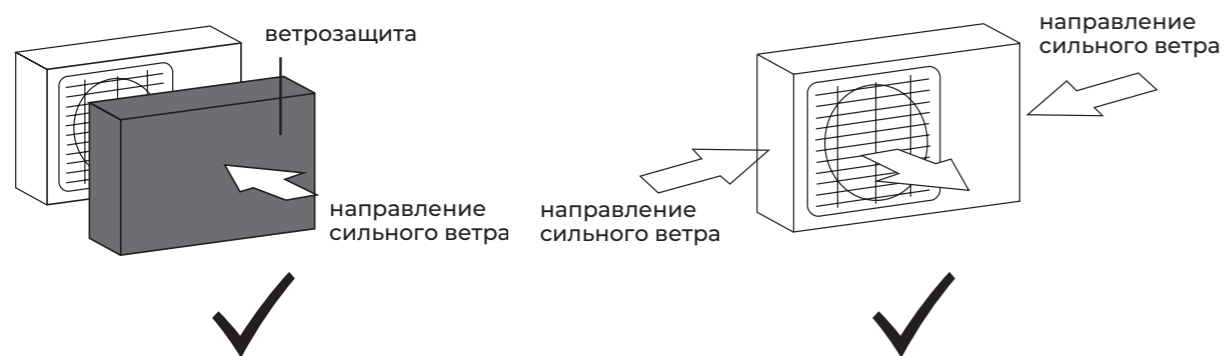 ветрозащита
направление
сильного ветра
направление
сильного ветра
направление
сильного ветра